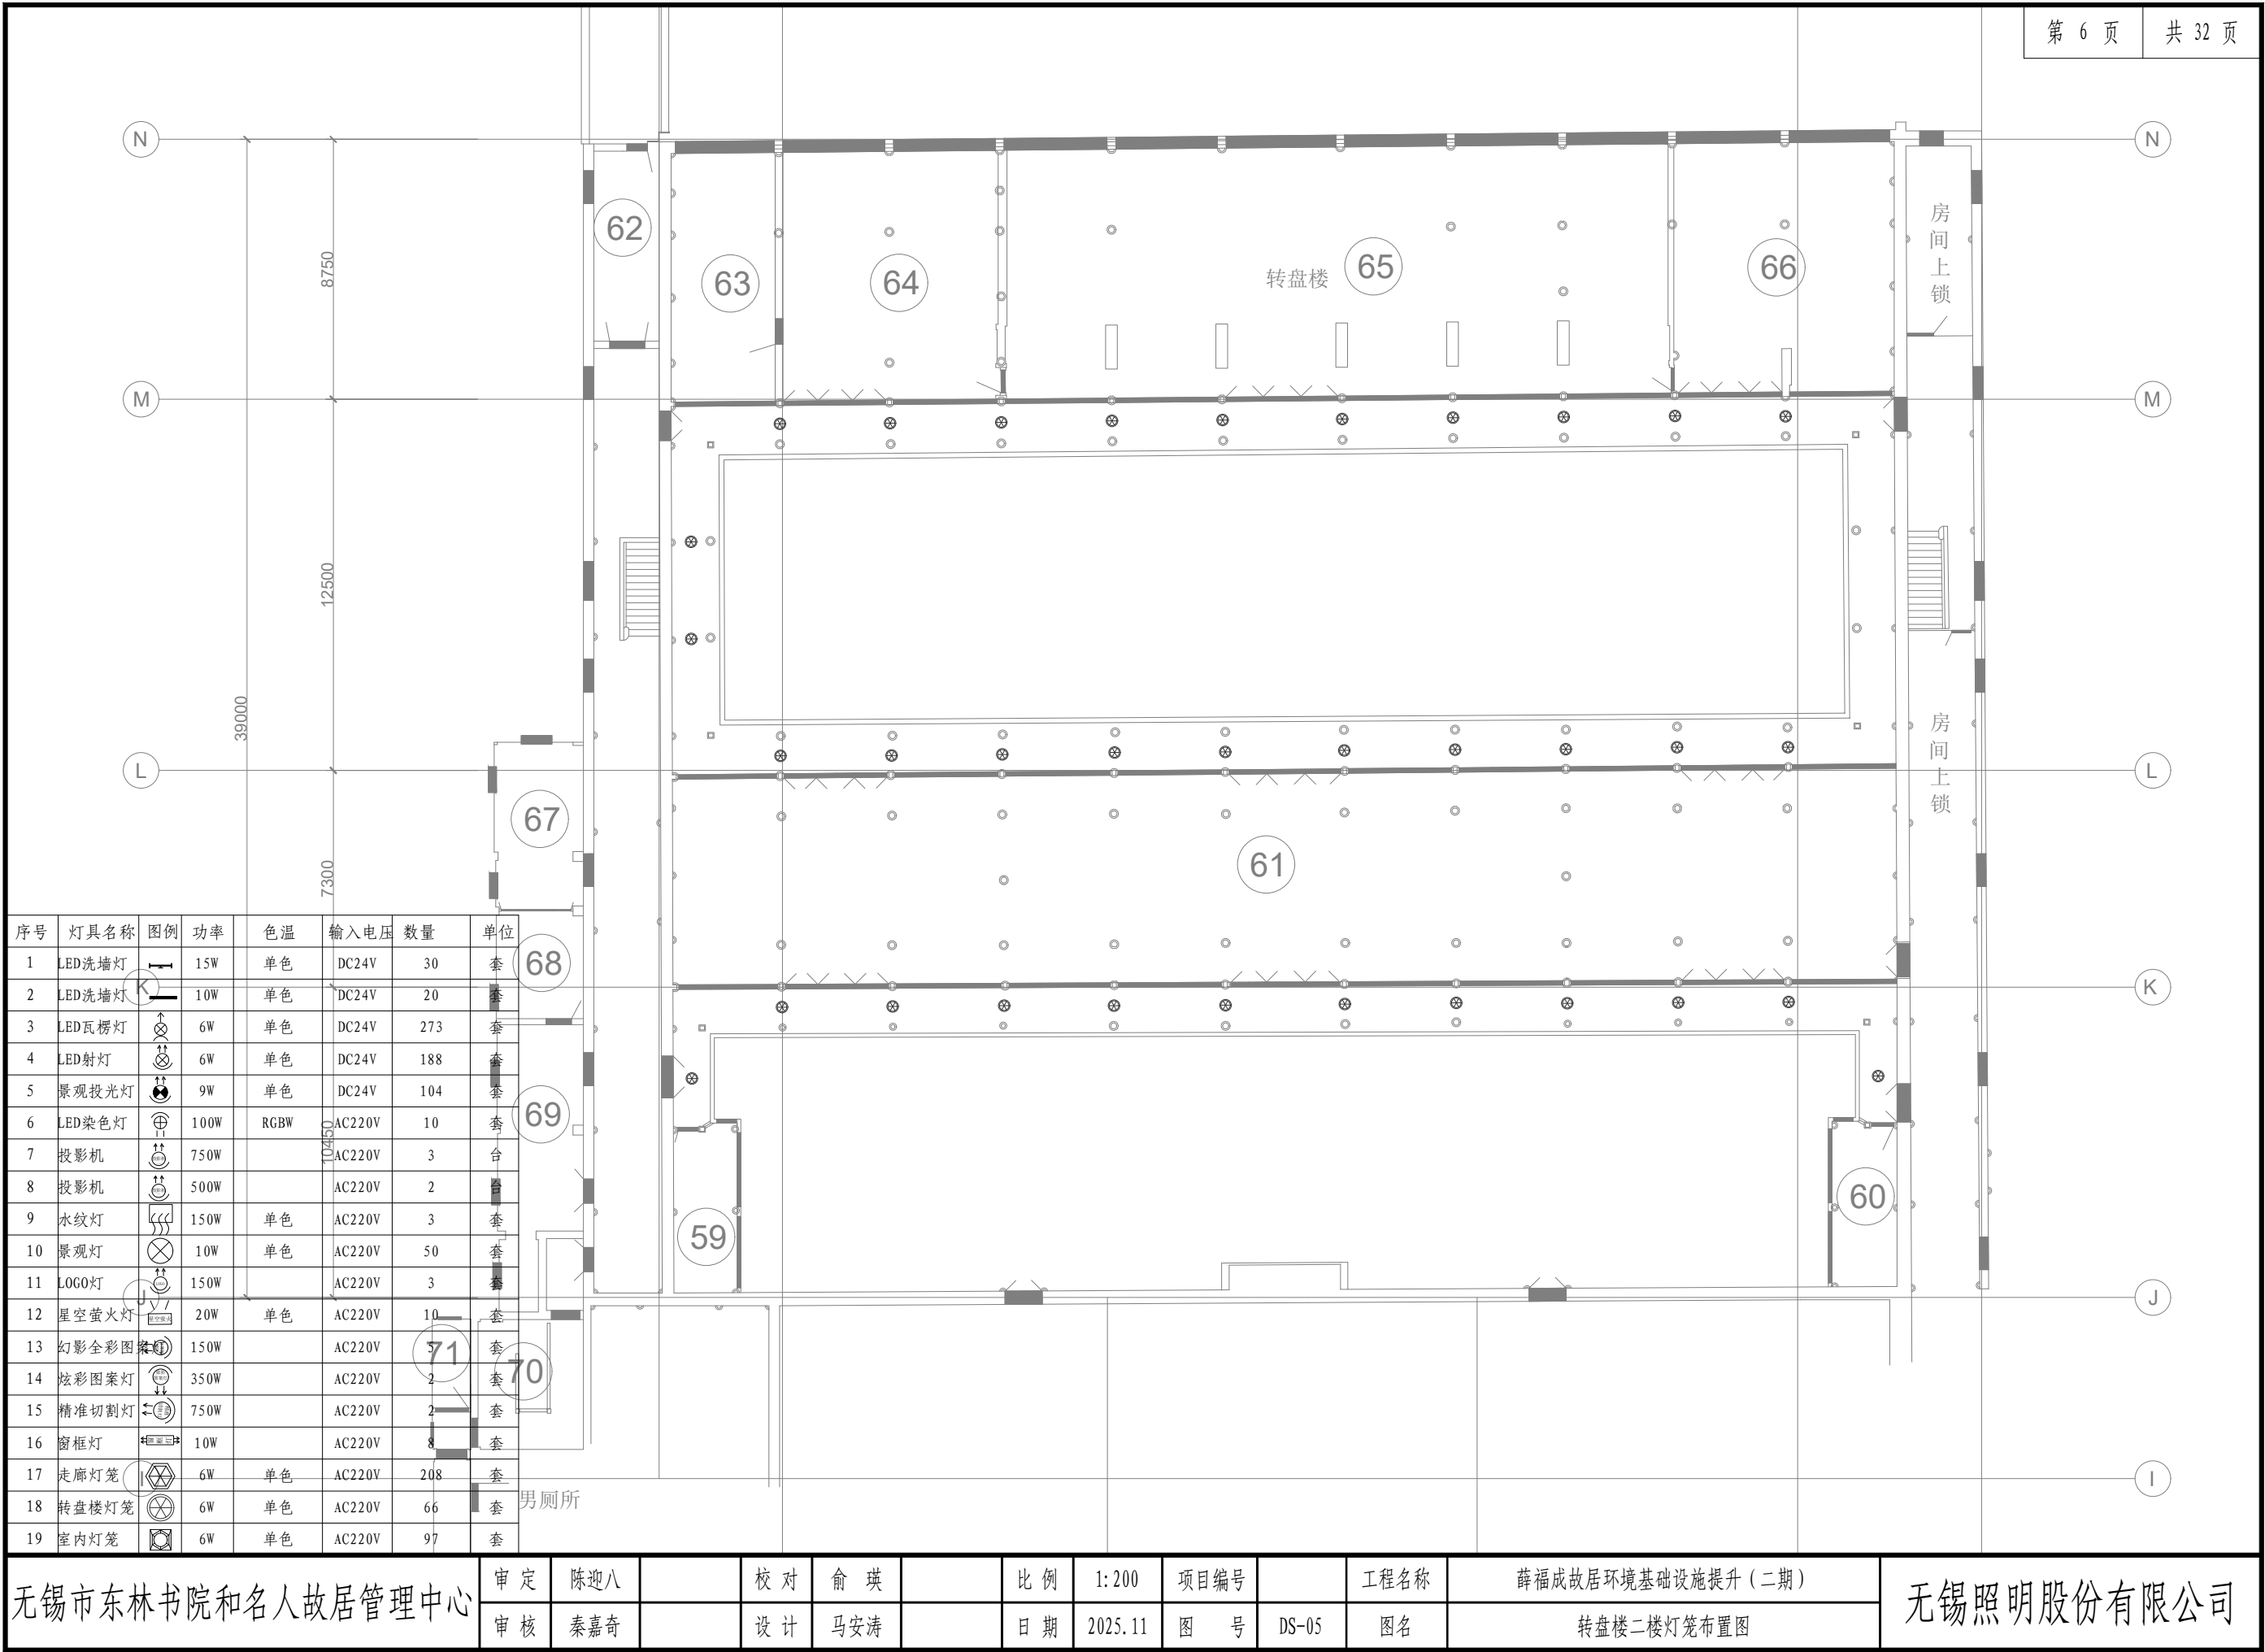 第 6 页 共 32 页
N N
62
房间上锁
63 64 65 66
转盘楼
8750
M M
12500
39000
房间上锁
L L
67
61
7300
序号 灯具名称 图例 功率 色温 输入电压 数量 单位
1 LED洗墙灯 15W 单色 DC24V 30 套
68
K K
2 LED洗墙灯 10W 单色 DC24V 20 套
3 LED瓦楞灯 6W 单色 DC24V 273 套
4 LED射灯 6W 单色 DC24V 188 套
5 景观投光灯 9W 单色 DC24V 104 套
69
6 LED染色灯 100W RGBW AC220V 10 套
10450
7 投影机 750W AC220V 3 台
8 投影机 500W AC220V 2 台
60
9 水纹灯 150W 单色 AC220V 3 套
59
10 景观灯 10W 单色 AC220V 50 套
11 LOGO灯 150W AC220V 3 套
J J
12 星空萤火灯 20W 单色 AC220V 10 套
13 幻影全彩图案灯 150W AC220V 5 套
71 70
14 炫彩图案灯 350W AC220V 2 套
15 精准切割灯 750W AC220V 2 套
16 窗框灯 10W AC220V 8 套
17 走廊灯笼 6W 单色 AC220V 208 套
I I
18 转盘楼灯笼 6W 单色 AC220V 66 套
男厕所
19 室内灯笼 6W 单色 AC220V 97 套
无锡市东林书院和名人故居管理中心
审 定 陈迎八 校 对 俞 瑛 比 例 1:200 项目编号 工程名称 薛福成故居环境基础设施提升（二期）
审 核 秦嘉奇 设 计 马安涛 日 期 2025.11 图 号 DS-05 图名 转盘楼二楼灯笼布置图
无锡照明股份有限公司